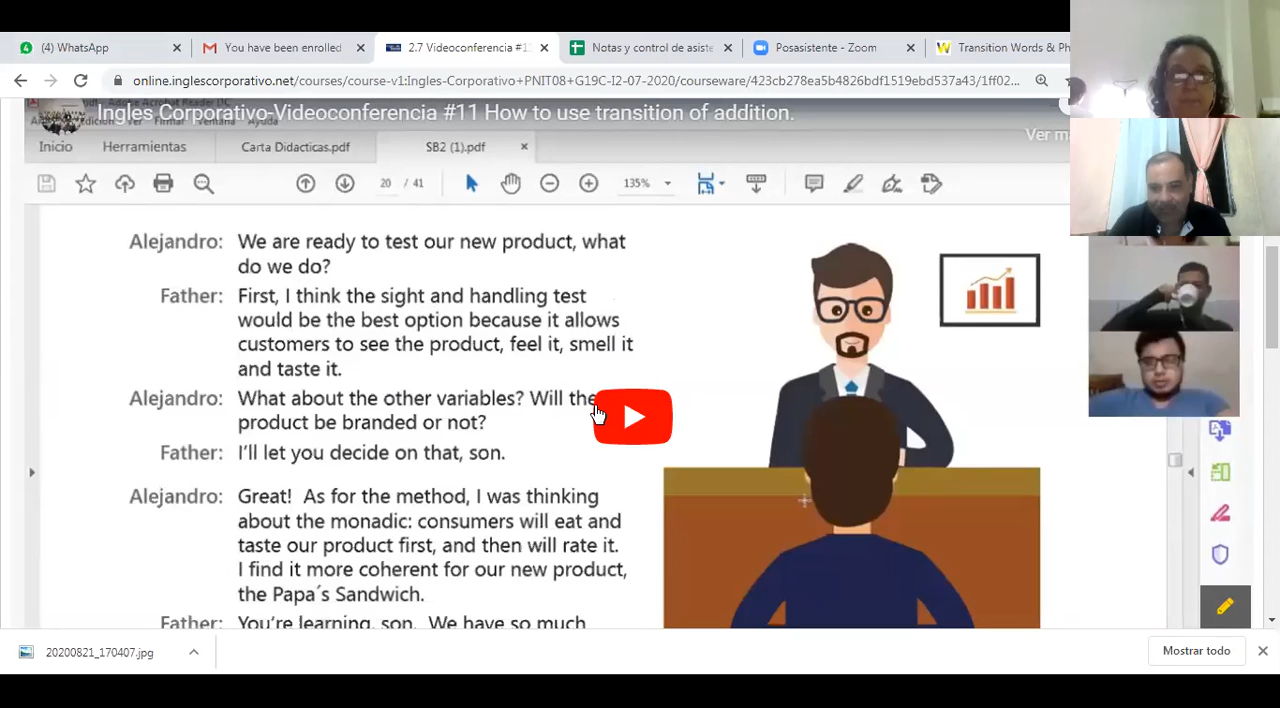 (4) WhatsApp
You have been enrolled
2.7 Videoconferencia #1
Notas y control de asiste
Posasistente - Zoom
Transition Words & Ph
online.inglescorporativo.net/courses/course-v1:Ingles-Corporativo+PNIT08+G19C-I2-07-2020/courseware/423cb278ea5b4826bdf1519ebd537a43/1ff02...
Ingles Corporativo-Videoconferencia #11 How to use transition of addition.
Ver
Inicio
Herramientas
Carta Didacticas.pdf
SB2 (1).pdf
20 / 41
135%
Alejandro: We are ready to test our new product, what
do we do?
Father: First, I think the sight and handling test
would be the best option because it allows
customers to see the product, feel it, smell it
and taste it.
Alejandro: What about the other variables? Will the
product be branded or not?
Father: I'll let you decide on that, son.
Alejandro: Great! As for the method, I was thinking
about the monadic: consumers will eat and
taste our product first, and then will rate it.
I find it more coherent for our new product,
the Papa´s Sandwich.
Father: You're learning, son. We have so much
20200821_170407.jpg
Mostrar todo